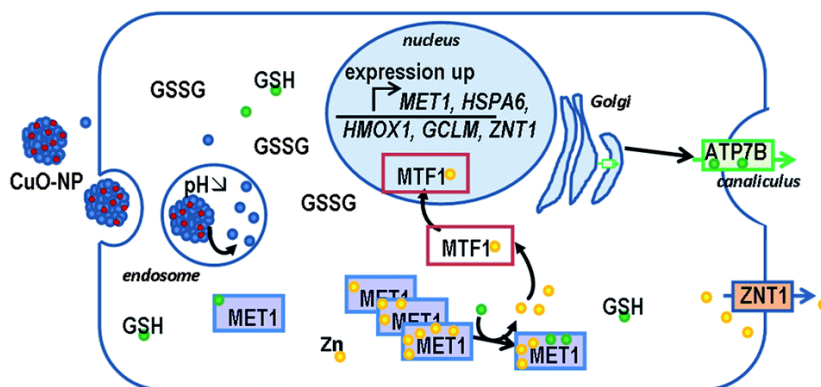 nucleus
expression up
MET1, HSPA6,
HMOX1, GCLM, ZNT1
GSSG
GSH
GSSG
GSSG
Golgi
ATP7B
canaliculus
CuO-NP
pH
endosome
MTF1
MTF1
MET1
GSH
Zn
MET1
MET1
MET1
MET1
GSH
ZNT1